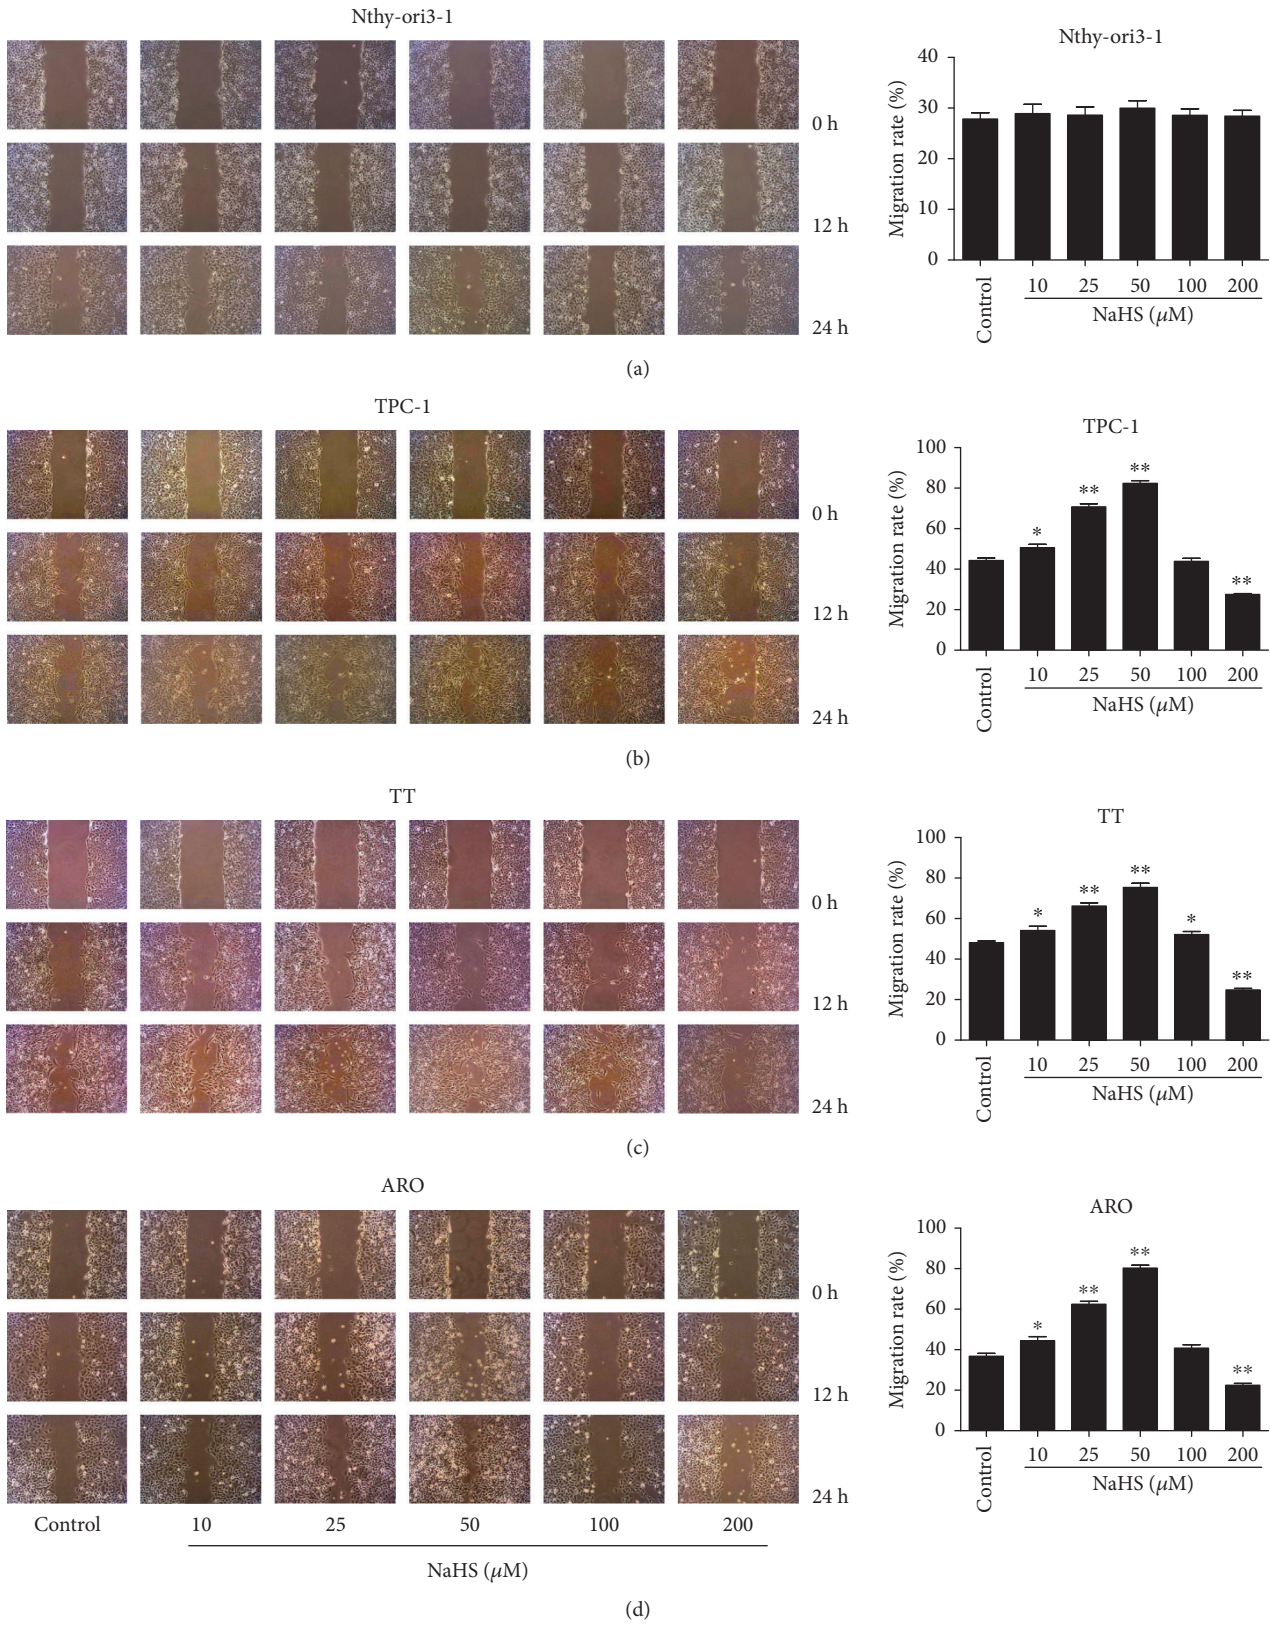 Nthy-ori3-1
0 h
12 h
24 h
Nthy-ori3-1
Migration rate (%)
40
30
20
10
0
Control
10 25 50 100 200
NaHS (μM)
(a)
TPC-1
0 h
12 h
24 h
TPC-1
Migration rate (%)
100
80
60
40
20
0
*
**
**
**
Control
10 25 50 100 200
NaHS (μM)
(b)
TT
0 h
12 h
24 h
TT
Migration rate (%)
100
80
60
40
20
0
*
**
**
*
**
Control
10 25 50 100 200
NaHS (μM)
(c)
ARO
0 h
12 h
24 h
Control 10 25 50 100 200
NaHS (μM)
ARO
Migration rate (%)
100
80
60
40
20
0
*
**
**
**
Control
10 25 50 100 200
NaHS (μM)
(d)